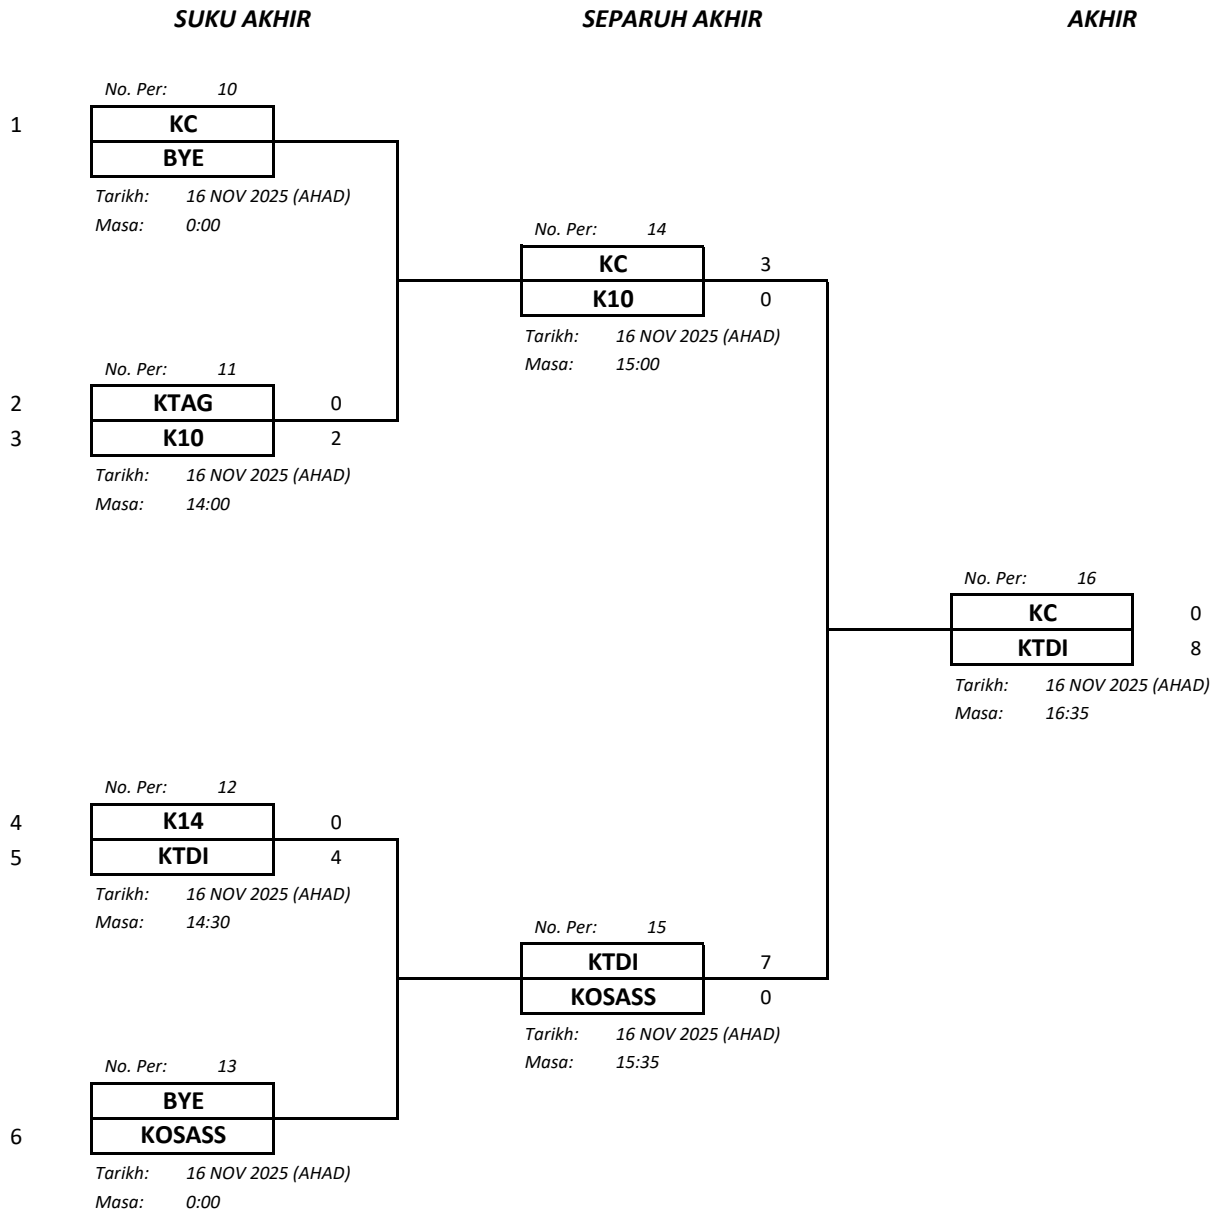 SUKU AKHIR SEPARUH AKHIR AKHIR
No. Per: 10
1 KC
BYE
Tarikh: 16 NOV 2025 (AHAD)
Masa: 0:00
No. Per: 14
KC 3
K10 0
Tarikh: 16 NOV 2025 (AHAD)
Masa: 15:00
No. Per: 11
2 KTAG 0
3 K10 2
Tarikh: 16 NOV 2025 (AHAD)
Masa: 14:00
No. Per: 16
KC 0
KTDI 8
Tarikh: 16 NOV 2025 (AHAD)
Masa: 16:35
No. Per: 12
4 K14 0
5 KTDI 4
Tarikh: 16 NOV 2025 (AHAD)
Masa: 14:30
No. Per: 15
KTDI 7
KOSASS 0
Tarikh: 16 NOV 2025 (AHAD)
Masa: 15:35
No. Per: 13
BYE
6 KOSASS
Tarikh: 16 NOV 2025 (AHAD)
Masa: 0:00